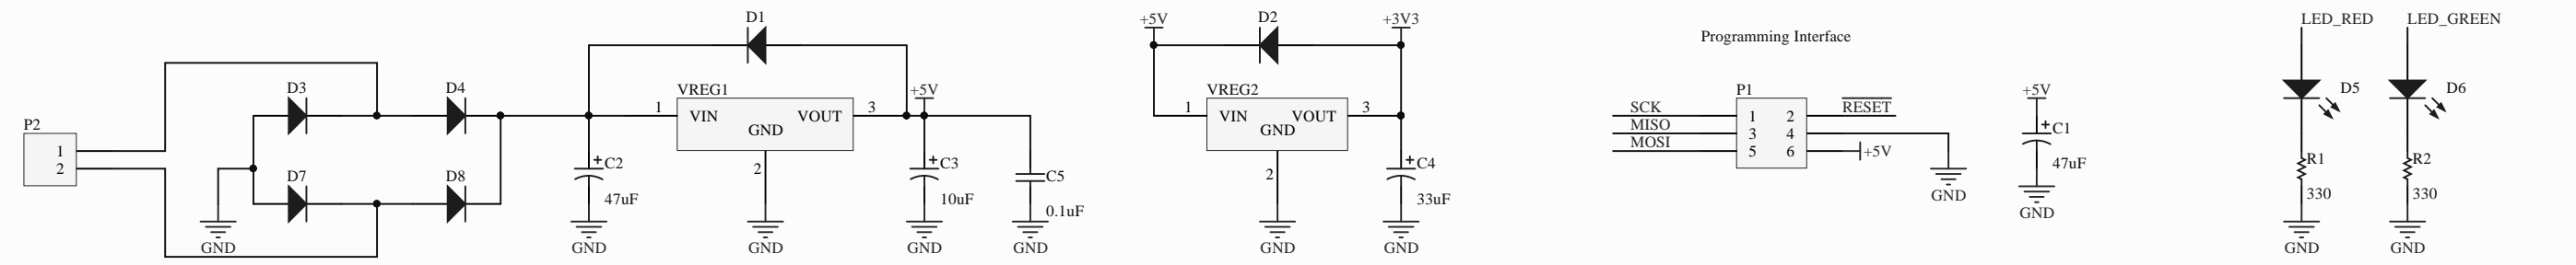 P2
1
2
D3
D4
D7
D8
GND
D1
VREG1
1
VIN
VOUT
3
GND
2
GND
+
C2
47uF
GND
+5V
+
C3
10uF
GND
C5
0.1uF
GND
+5V
D2
+3V3
VREG2
1
VIN
VOUT
3
GND
2
GND
+
C4
33uF
GND
Programming Interface
P1
SCK
1
2
RESET
MISO
3
4
MOSI
5
6
+5V
GND
+5V
+
C1
47uF
GND
LED_RED
D5
R1
330
GND
LED_GREEN
D6
R2
330
GND